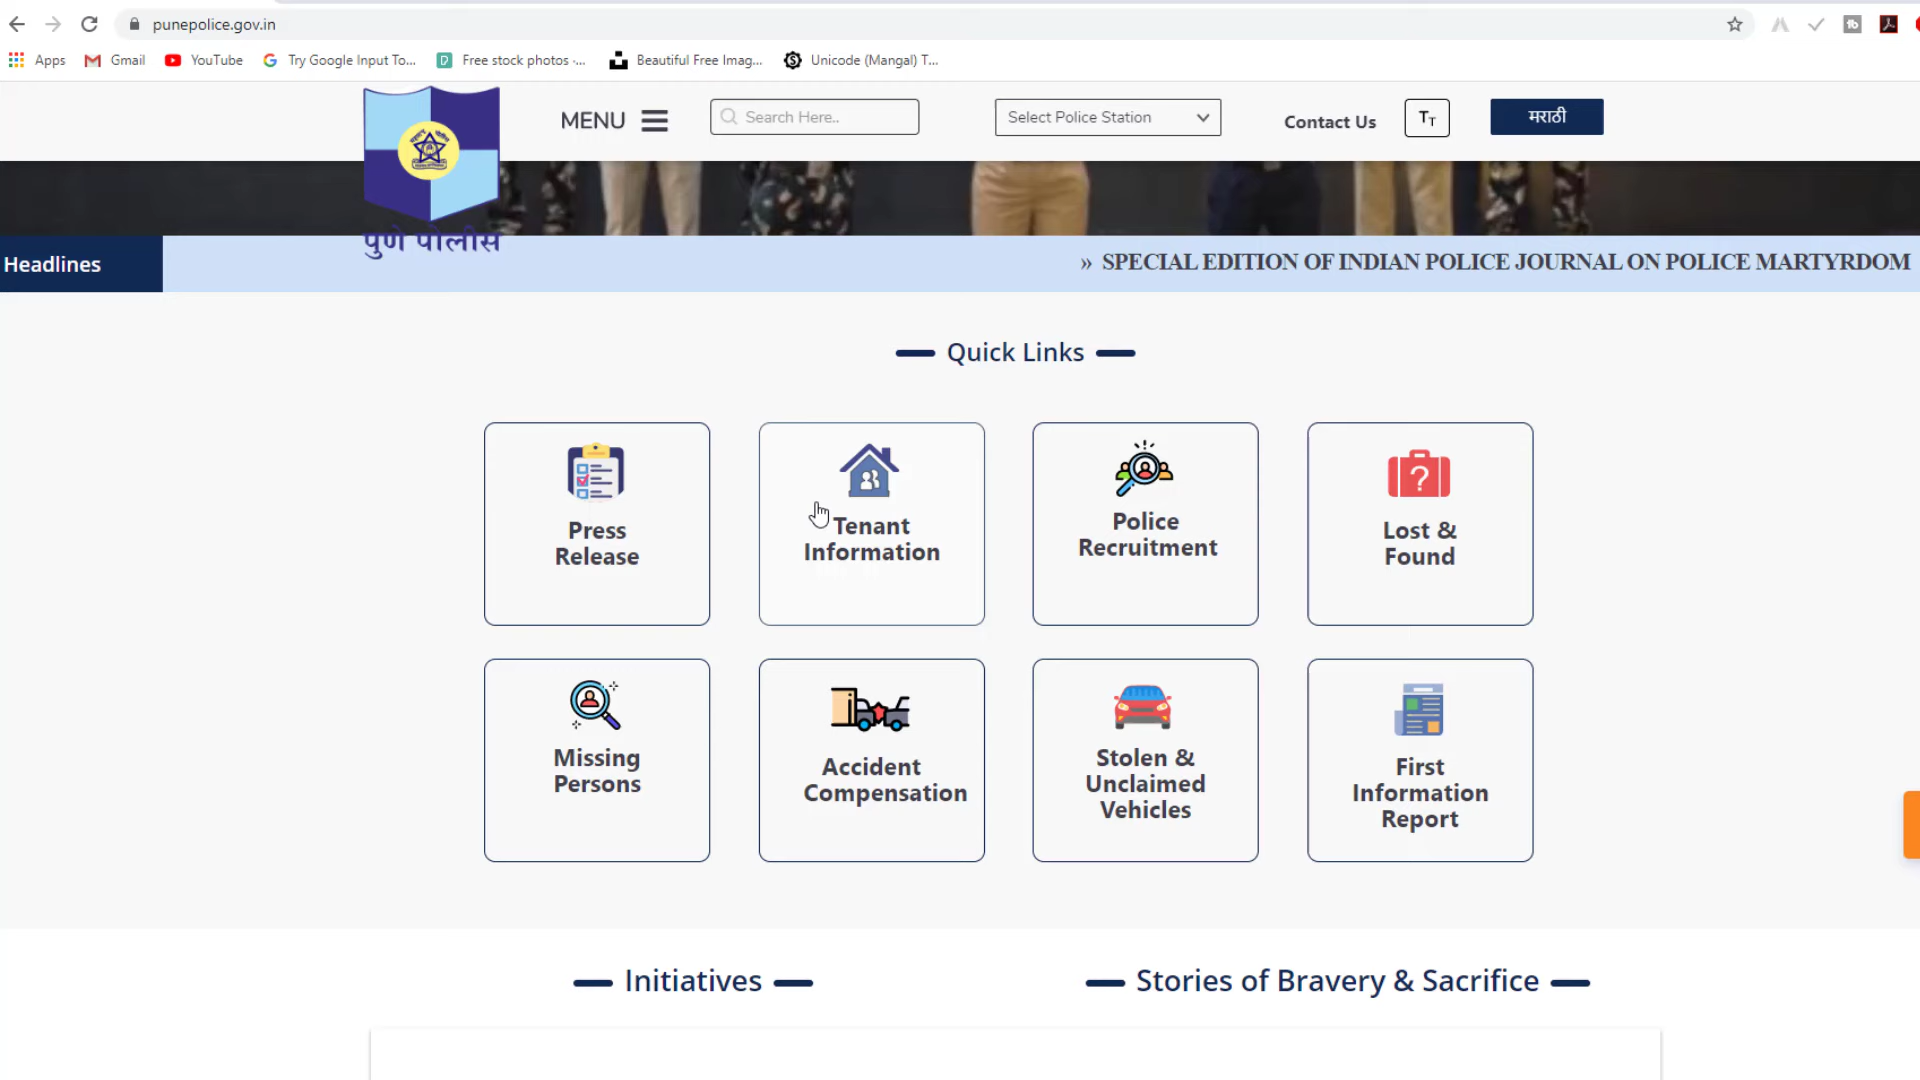 punepolice.gov.in
Apps
Gmail
YouTube
Try Google Input To...
Free stock photos -...
Beautiful Free Imag...
Unicode (Mangal) T...
MENU
Search Here..
Select Police Station
Contact Us
TT
मराठी
पुणे पोलीस
Headlines
» SPECIAL EDITION OF INDIAN POLICE JOURNAL ON POLICE MARTYRDOM
Quick Links
Press
Release
Tenant
Information
Police
Recruitment
Lost &
Found
Missing
Persons
Accident
Compensation
Stolen &
Unclaimed
Vehicles
First
Information
Report
Initiatives
Stories of Bravery & Sacrifice